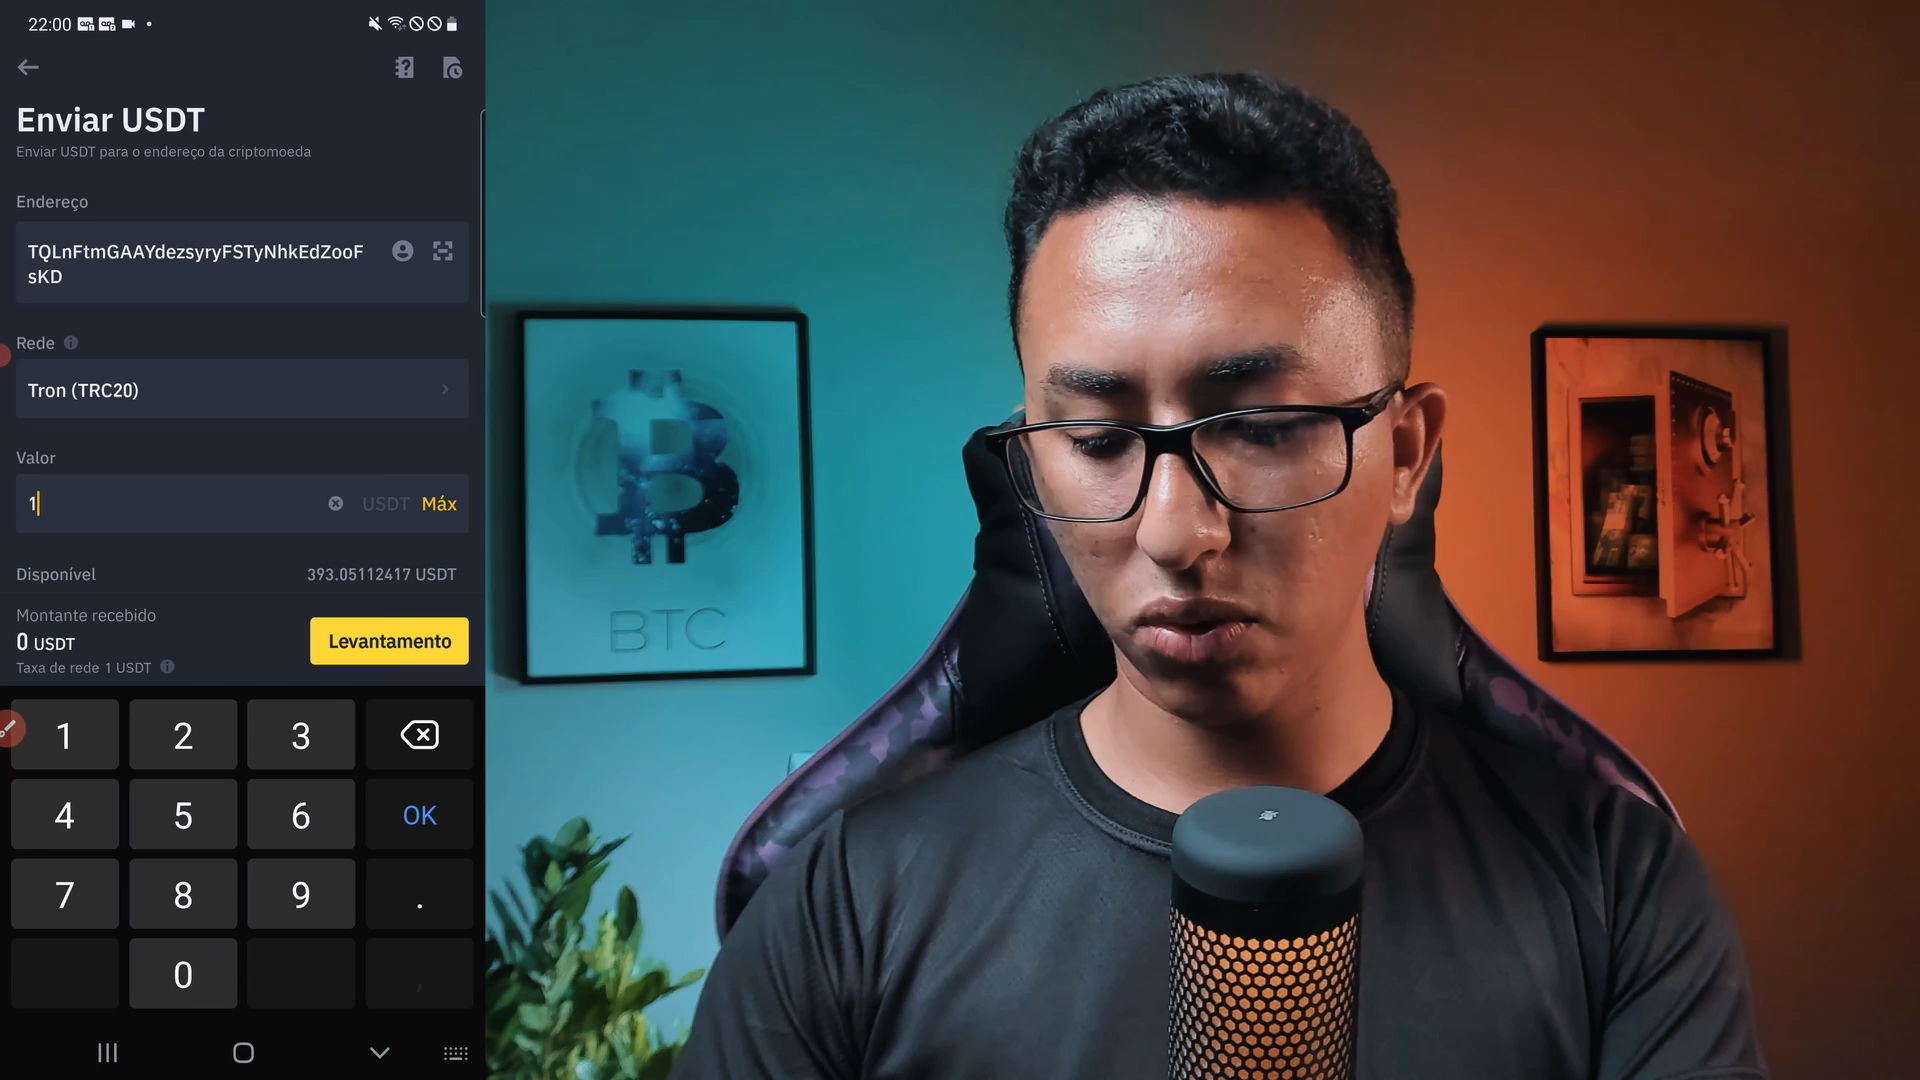 22:00
Enviar USDT
Enviar USDT para o endereço da criptomoeda
Endereço
TQLnFtmGAAYdezsyryFSTyNhkEdZooF
sKD
Rede
Tron (TRC20)
Valor
1 USDT Máx
Disponível 393.05112417 USDT
Montante recebido
0 USDT
Levantamento
Taxa de rede 1 USDT
1 2 3
4 5 6 OK
7 8 9 .
0 ,
BTC